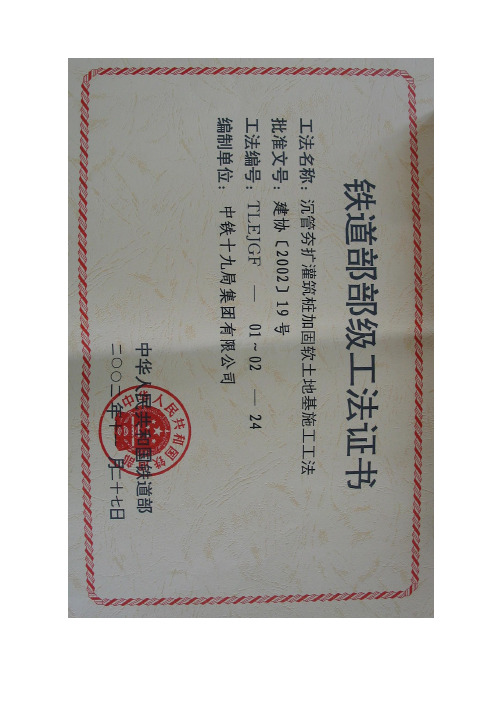 铁道部部级工法证书
工法名称：沉管夯扩灌筑桩加固软土地基施工工法
批准文号：建协〔2002〕19号
工法编号：TLEJGF — 01~02 — 24
编制单位：中铁十九局集团有限公司
中华人民共和国铁道部
二〇〇二年十 月二十七日